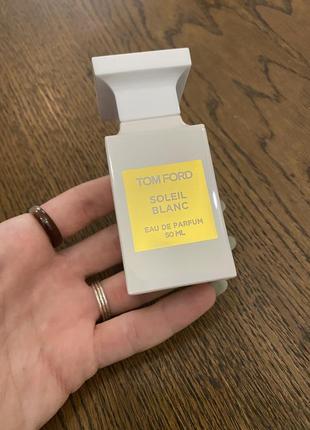 TOM FORD
SOLEIL
BLANC
EAU DE PARFUM
50 ML